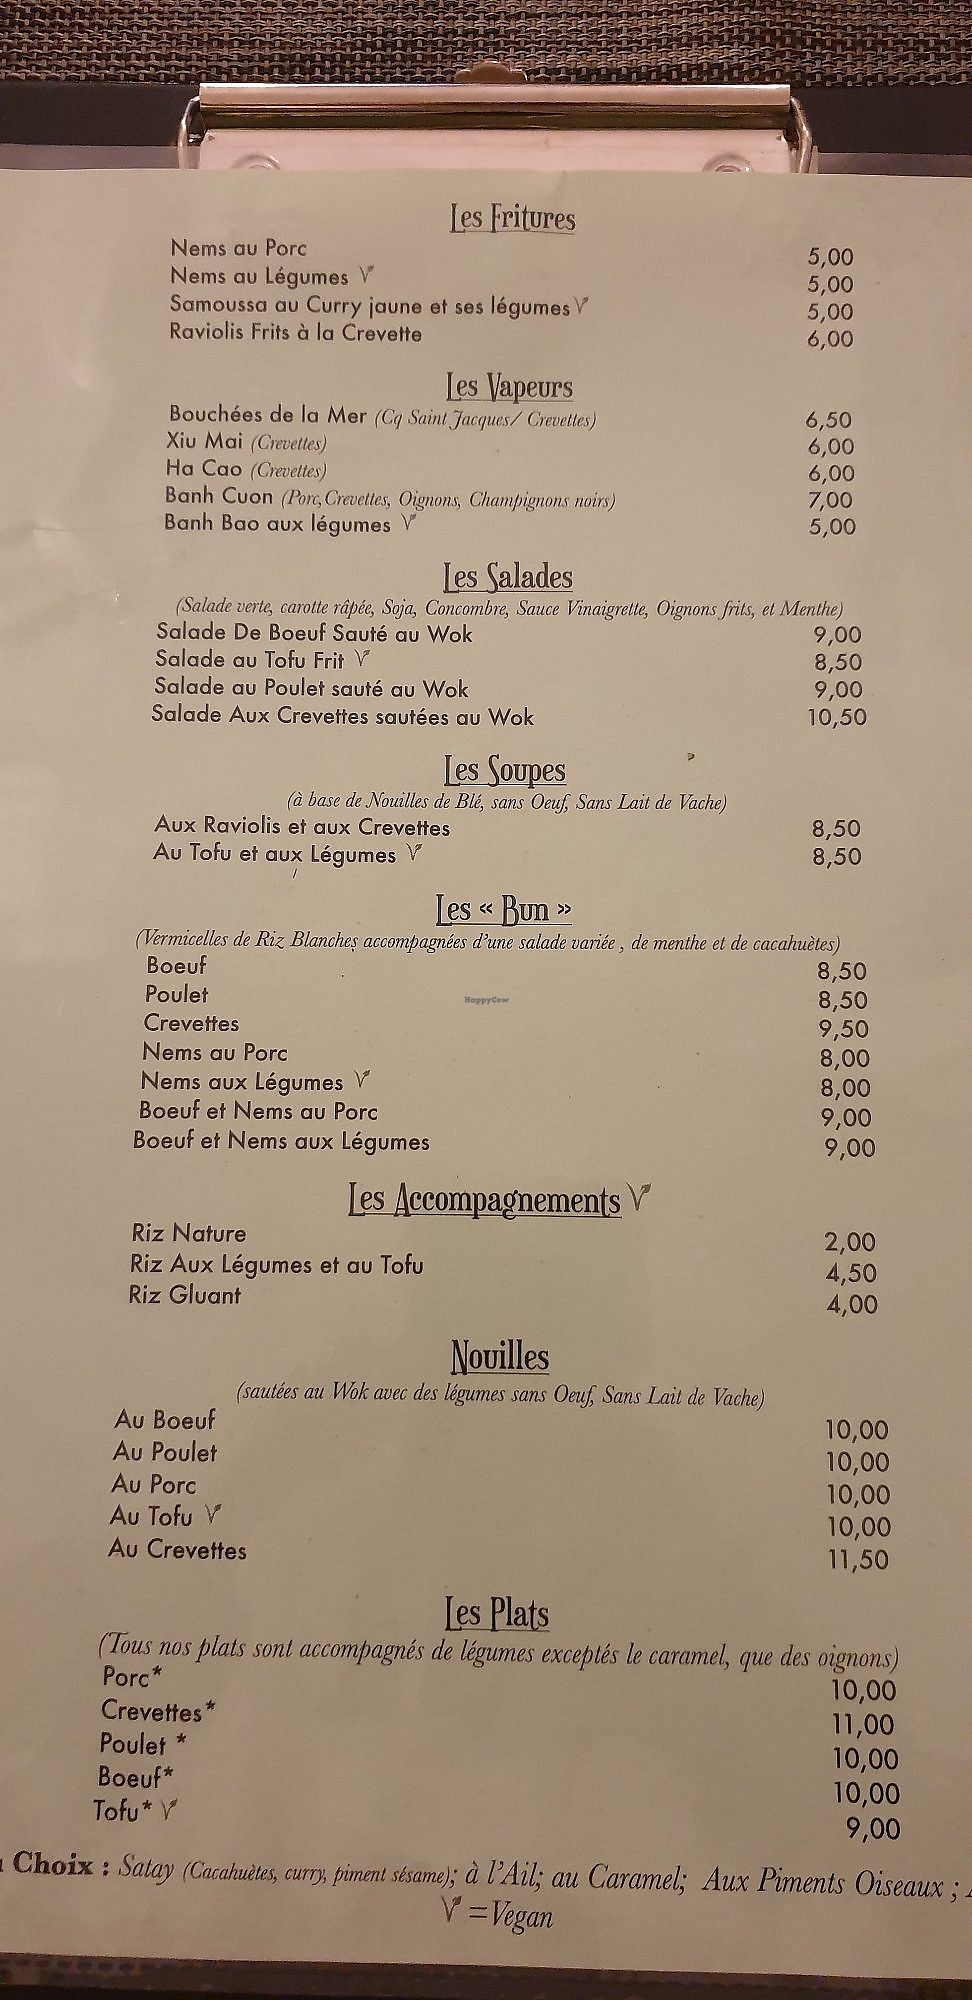 Les Fritures
Nems au Porc 5,00
Nems au Légumes V 5,00
Samoussa au Curry jaune et ses légumes V 5,00
Raviolis Frits à la Crevette 6,00
Les Vapeurs
Bouchées de la Mer (Cq Saint Jacques/ Crevettes) 6,50
Xiu Mai (Crevettes) 6,00
Ha Cao (Crevettes) 6,00
Banh Cuon (Porc, Crevettes, Oignons, Champignons noirs) 7,00
Banh Bao aux légumes V 5,00
Les Salades
(Salade verte, carotte râpée, Soja, Concombre, Sauce Vinaigrette, Oignons frits, et Menthe)
Salade De Boeuf Sauté au Wok 9,00
Salade au Tofu Frit V 8,50
Salade au Poulet sauté au Wok 9,00
Salade Aux Crevettes sautées au Wok 10,50
Les Soupes
(à base de Nouilles de Blé, sans Oeuf, Sans Lait de Vache)
Aux Raviolis et aux Crevettes 8,50
Au Tofu et aux Légumes V 8,50
Les « Bun »
(Vermicelles de Riz Blanches accompagnées d'une salade variée , de menthe et de cacahuètes)
Boeuf 8,50
Poulet 8,50
HappyCow
Crevettes 9,50
Nems au Porc 8,00
Nems aux Légumes V 8,00
Boeuf et Nems au Porc 9,00
Boeuf et Nems aux Légumes 9,00
Les Accompagnements V
Riz Nature 2,00
Riz Aux Légumes et au Tofu 4,50
Riz Gluant 4,00
Nouilles
(sautées au Wok avec des légumes sans Oeuf, Sans Lait de Vache)
Au Boeuf 10,00
Au Poulet 10,00
Au Porc 10,00
Au Tofu V 10,00
Au Crevettes 11,50
Les Plats
(Tous nos plats sont accompagnés de légumes exceptés le caramel, que des oignons)
Porc* 10,00
Crevettes* 11,00
Poulet * 10,00
Boeuf* 10,00
Tofu* V 9,00
Choix : Satay (Cacahuètes, curry, piment sésame); à l'Ail; au Caramel; Aux Piments Oiseaux ;
V =Vegan